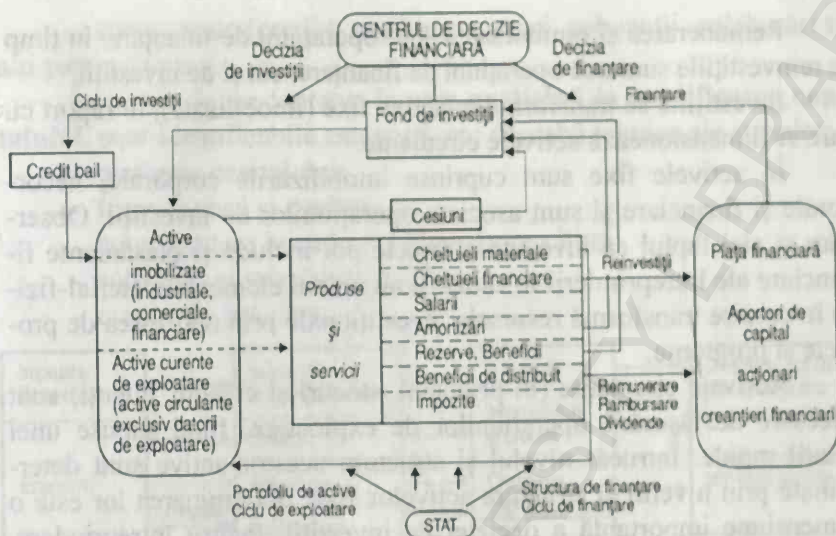 CENTRUL DE DECIZIE
FINANCIARĂ
Decizia
de investiții
Decizia
de finanțare
Ciclu de investiții
Fond de investiții
Finanțare
Credit bail
Cesiuni
Active
imobilizate
(industriale,
comerciale,
financiare)
Active curente
de exploatare
(active circulante
exclusiv datorii
de exploatare)
Produse
și
servicii
Cheltuieli materiale
Cheltuieli financiare
Salarii
Amortizări
Rezerve, Beneficii
Beneficii de distribuit
Impozite
Reinvestiții
Remunerare
Rambursare
Dividende
Piața financiară
Aportori de
capital
acționari
creanțieri financiari
Portofoliu de active
Ciclu de exploatare
STAT
Structura de finanțare
Ciclu de finanțare